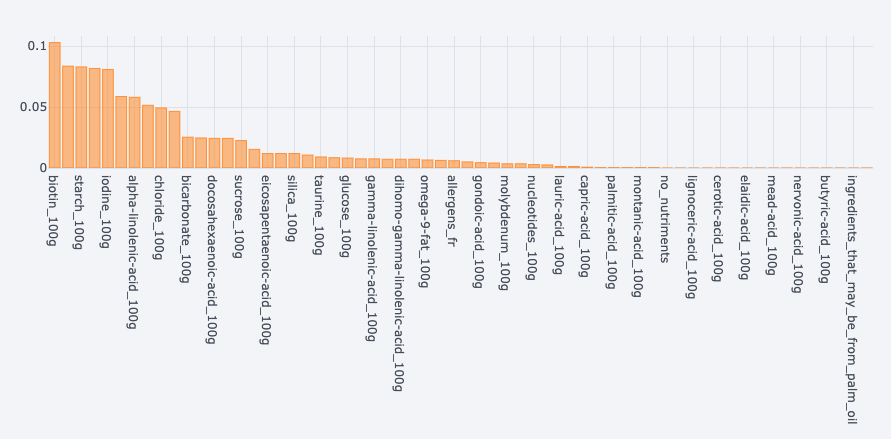 0.1
0.05
0
biotin_100g
starch_100g
iodine_100g
alpha-linolenic-acid_100g
chloride_100g
bicarbonate_100g
docosahexaenoic-acid_100g
sucrose_100g
eicosapentaenoic-acid_100g
silica_100g
taurine_100g
glucose_100g
gamma-linolenic-acid_100g
dihomo-gamma-linolenic-acid_100g
omega-9-fat_100g
allergens_fr
gondoic-acid_100g
molybdenum_100g
nucleotides_100g
lauric-acid_100g
capric-acid_100g
palmitic-acid_100g
montanic-acid_100g
no_nutriments
lignoceric-acid_100g
cerotic-acid_100g
elaidic-acid_100g
mead-acid_100g
nervonic-acid_100g
butyric-acid_100g
ingredients_that_may_be_from_palm_oil